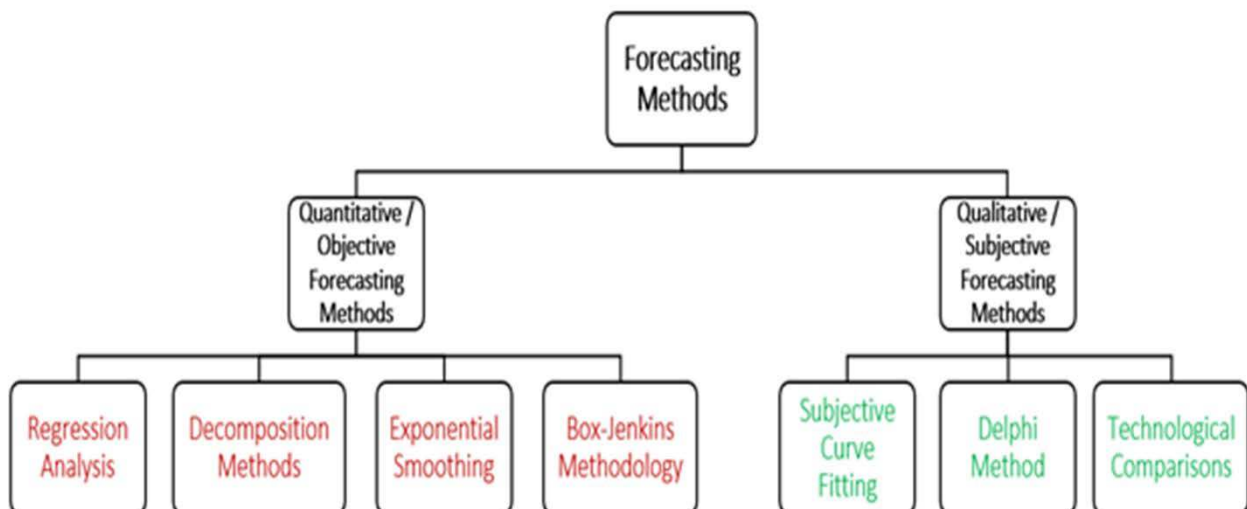 Forecasting
Methods
Quantitative /
Objective
Forecasting
Methods
Qualitative /
Subjective
Forecasting
Methods
Regression
Analysis
Decomposition
Methods
Exponential
Smoothing
Box-Jenkins
Methodology
Subjective
Curve
Fitting
Delphi
Method
Technological
Comparisons